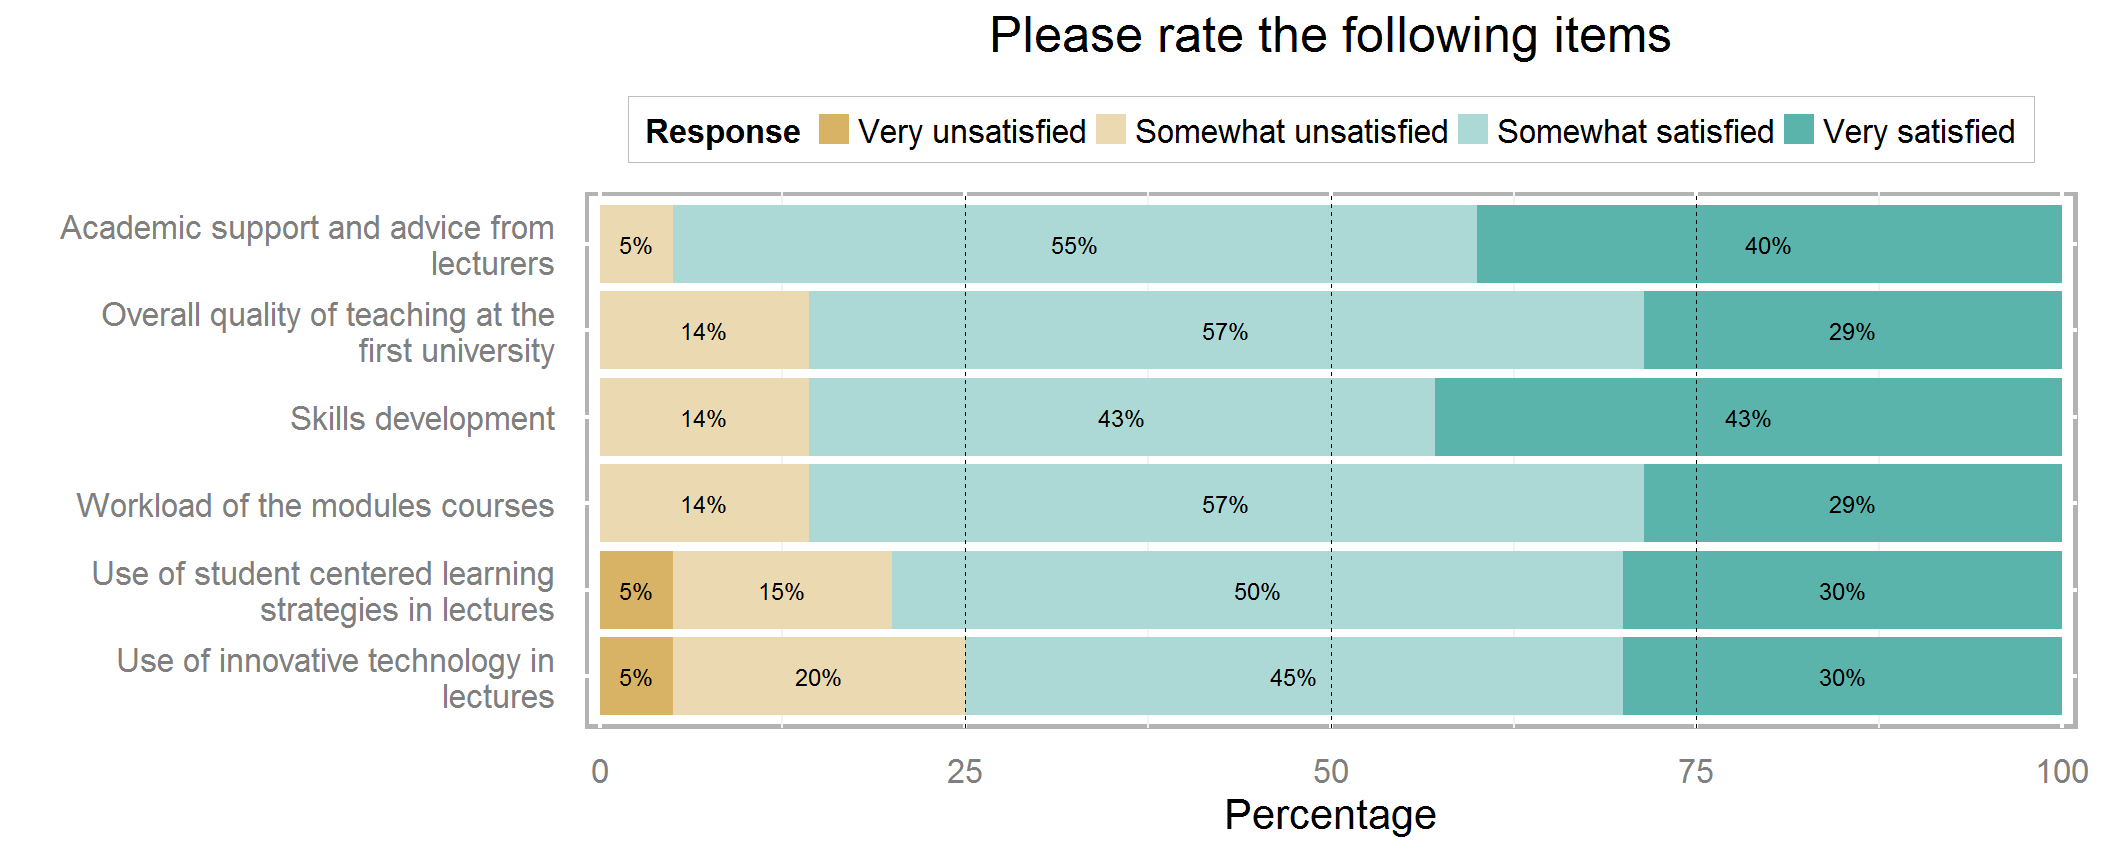 Please rate the following items
Response Very unsatisfied Somewhat unsatisfied Somewhat satisfied Very satisfied
Academic support and advice from
lecturers
5% 55% 40%
Overall quality of teaching at the
first university
14% 57% 29%
Skills development
14% 43% 43%
Workload of the modules courses
14% 57% 29%
Use of student centered learning
strategies in lectures
5% 15% 50% 30%
Use of innovative technology in
lectures
5% 20% 45% 30%
0 25 50 75 100
Percentage